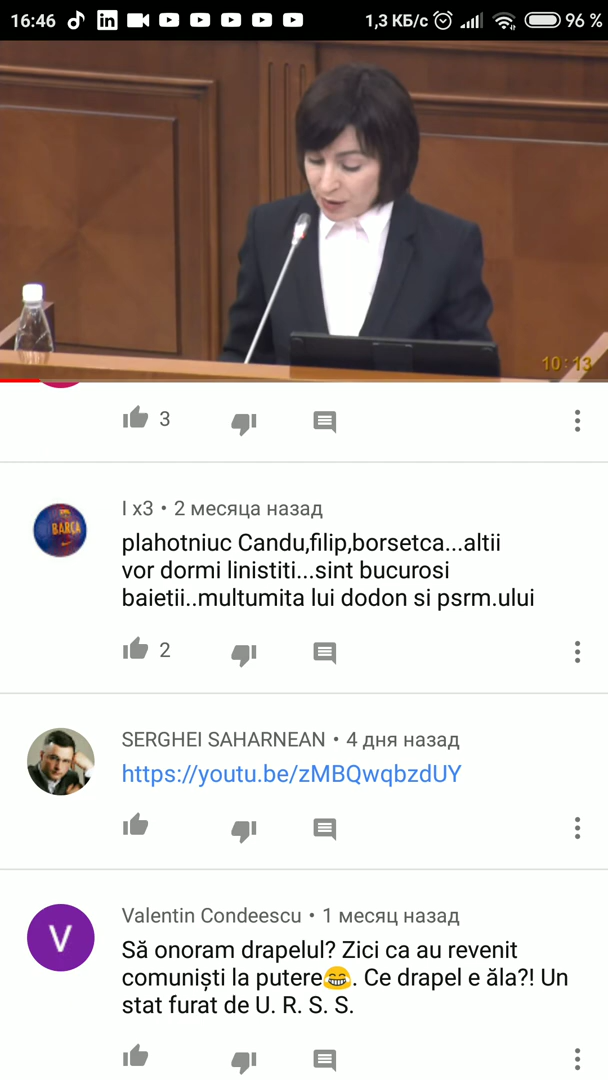 16:46
in
1,3 КБ/с
96 %
10:13
3
BARÇA
I x3 • 2 месяца назад
plahotniuc Candu,filip,borsetca...altii
vor dormi linistiti...sint bucurosi
baietii..multumita lui dodon si psrm.ului
2
SERGHEI SAHARNEAN • 4 дня назад
https://youtu.be/zMBQwqbzdUY
V
Valentin Condeescu • 1 месяц назад
Să onoram drapelul? Zici ca au revenit
comuniști la putere😂. Ce drapel e ăla?! Un
stat furat de U. R. S. S.